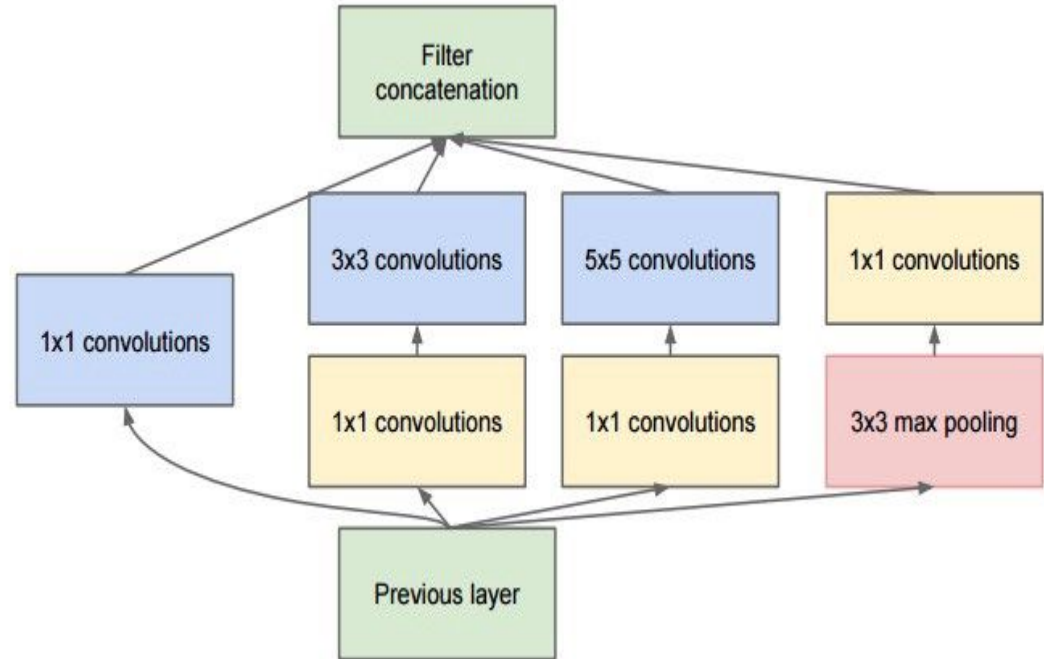 Filter
concatenation
3x3 convolutions
5x5 convolutions
1x1 convolutions
1x1 convolutions
1x1 convolutions
1x1 convolutions
3x3 max pooling
Previous layer